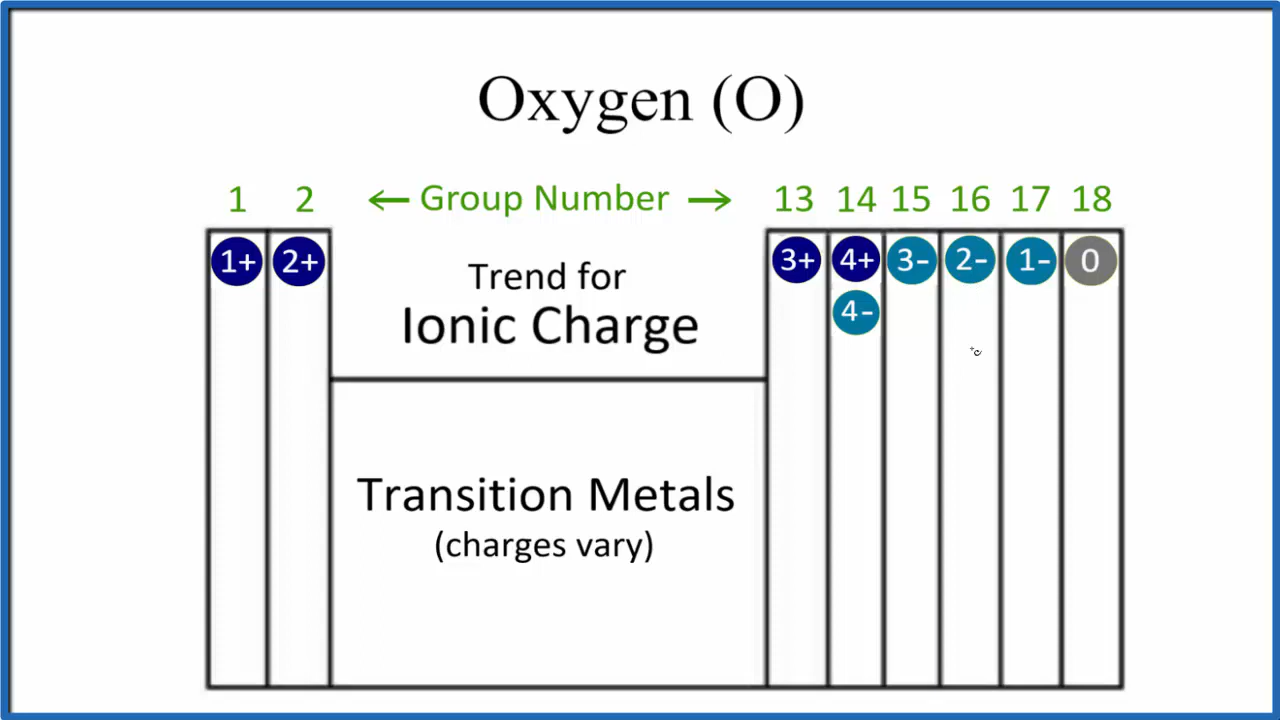 Oxygen (O)
1 2 ← Group Number → 13 14 15 16 17 18
1+ 2+ 3+ 4+ 3- 2- 1- 0
4-
Trend for
Ionic Charge
Transition Metals
(charges vary)